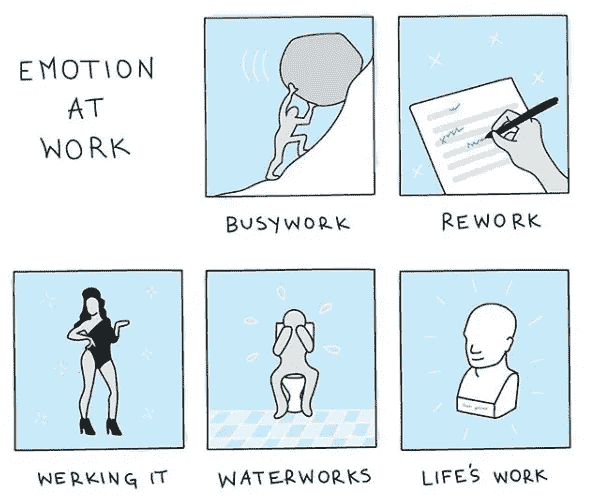 EMOTION
AT
WORK
BUSYWORK
REWORK
WERKING IT
WATERWORKS
LIFE'S WORK